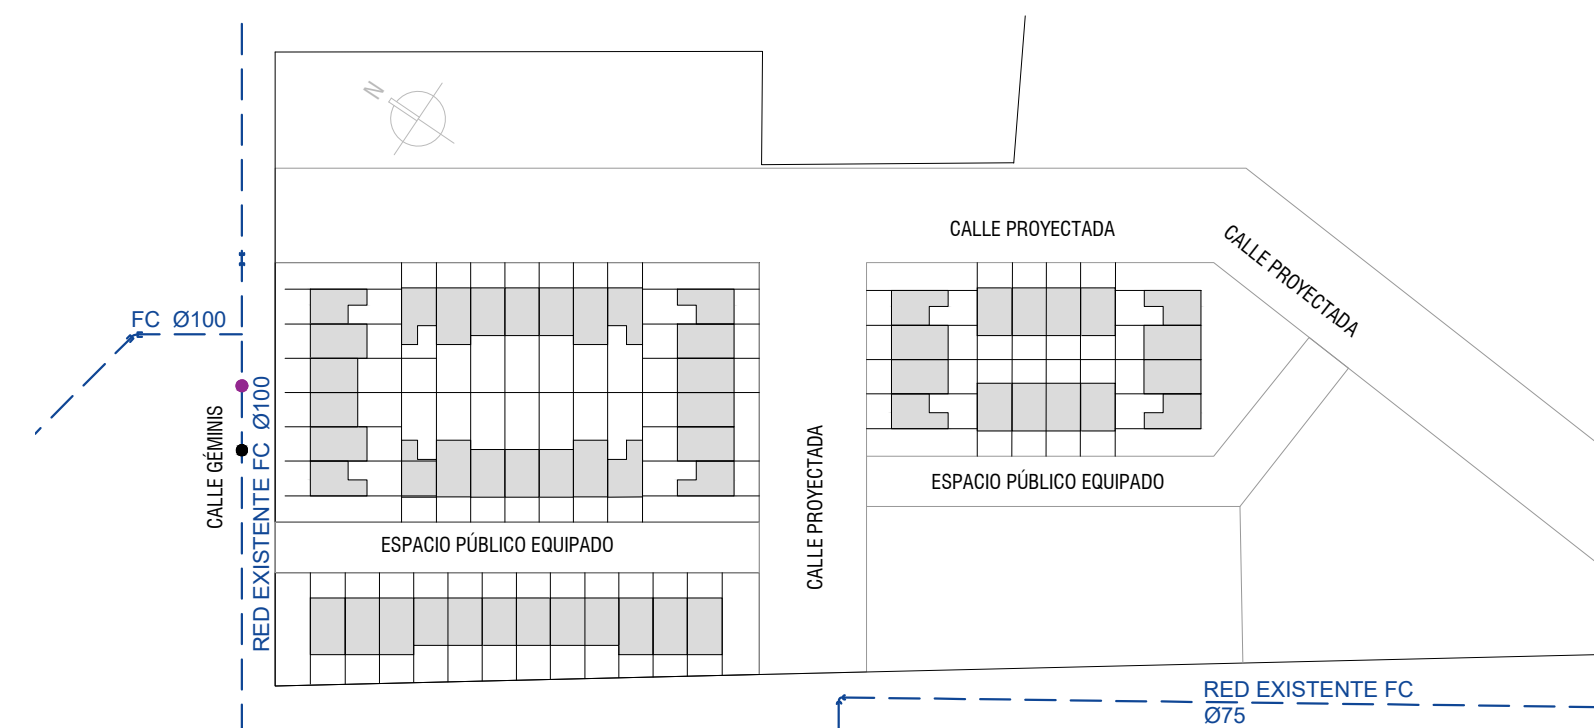 N
CALLE PROYECTADA
CALLE PROYECTADA
FC Ø100
CALLE GÉMINIS
RED EXISTENTE FC Ø100
CALLE PROYECTADA
ESPACIO PÚBLICO EQUIPADO
ESPACIO PÚBLICO EQUIPADO
RED EXISTENTE FC
Ø75